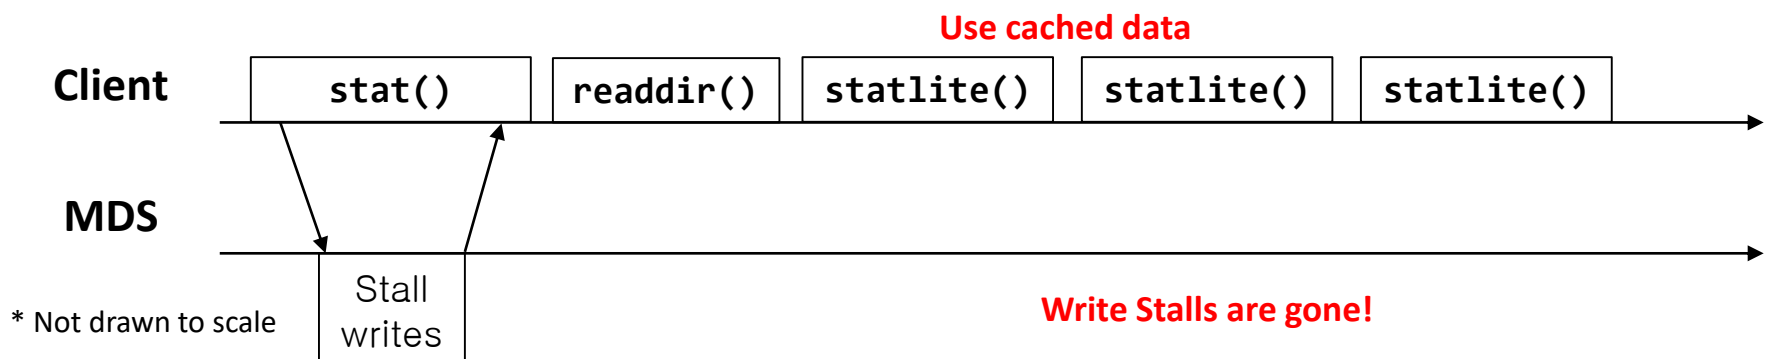 Use cached data
Client
stat()
readdir()
statlite()
statlite()
statlite()
MDS
Stall
writes
* Not drawn to scale
Write Stalls are gone!